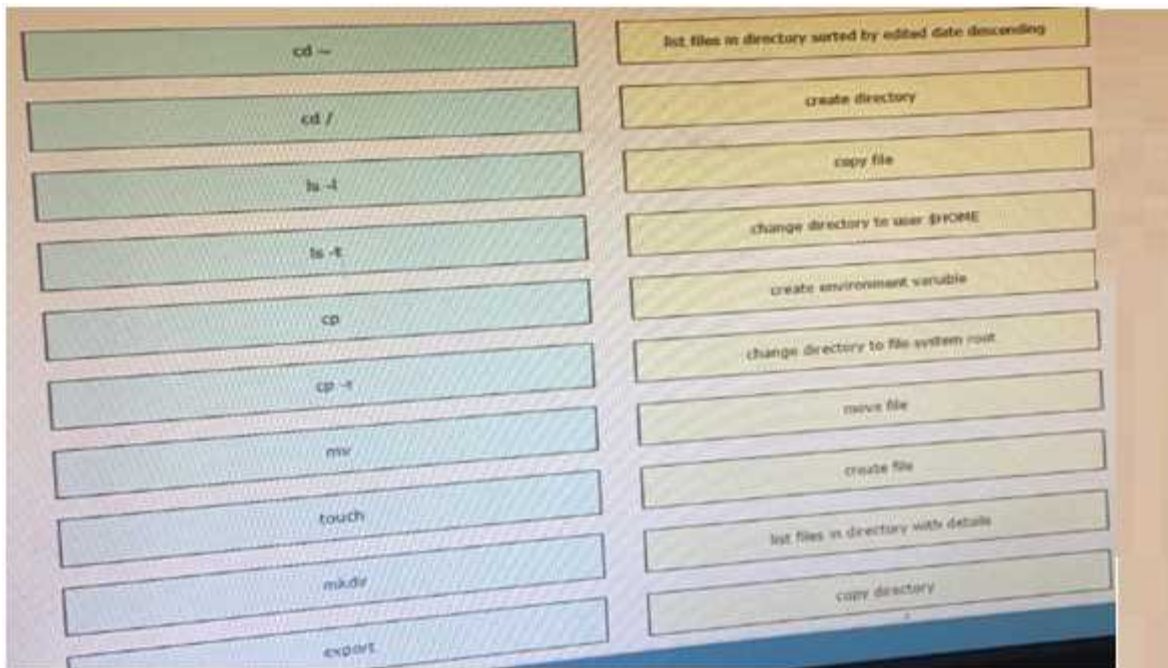 cd ~
cd /
ls -l
ls -t
cp
cp -r
mv
touch
mkdir
export
list files in directory sorted by edited date descending
create directory
copy file
change directory to user $HOME
create environment variable
change directory to file system root
move file
create file
list files in directory with details
copy directory